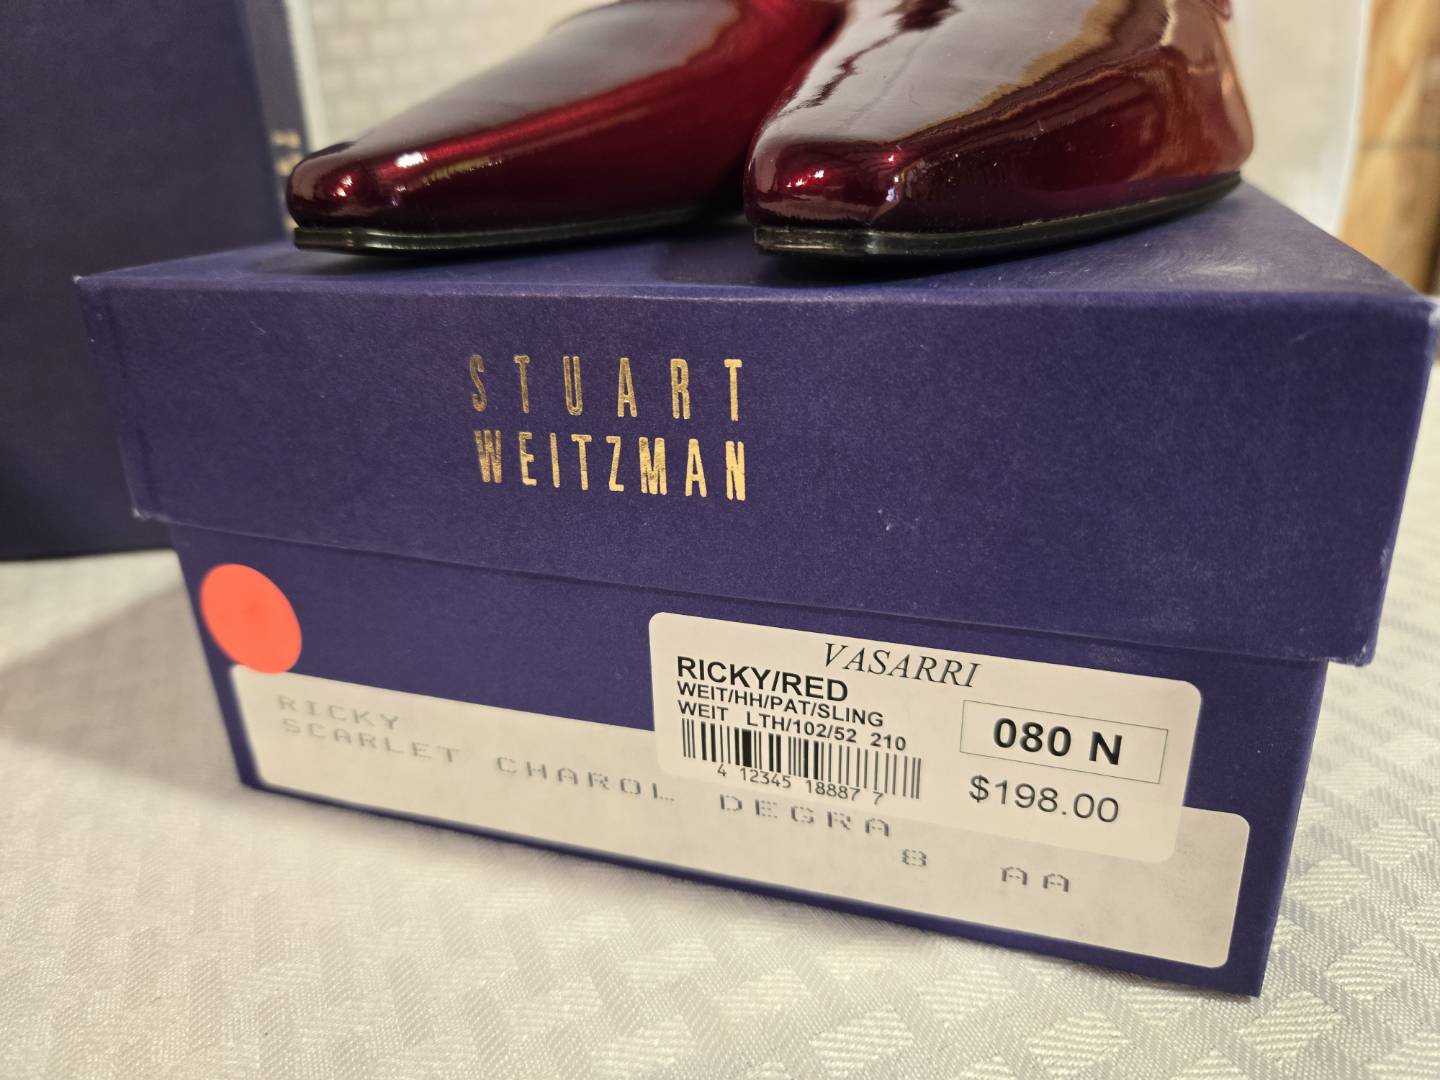 STUART
WEITZMAN
VASARRI
RICKY/RED
WEIT/HH/PAT/SLING
WEIT LTH/102/52 210
4 12345 18887 7
080 N
$198.00
RICKY
SCARLET CHAROL DEGRA
8 AA